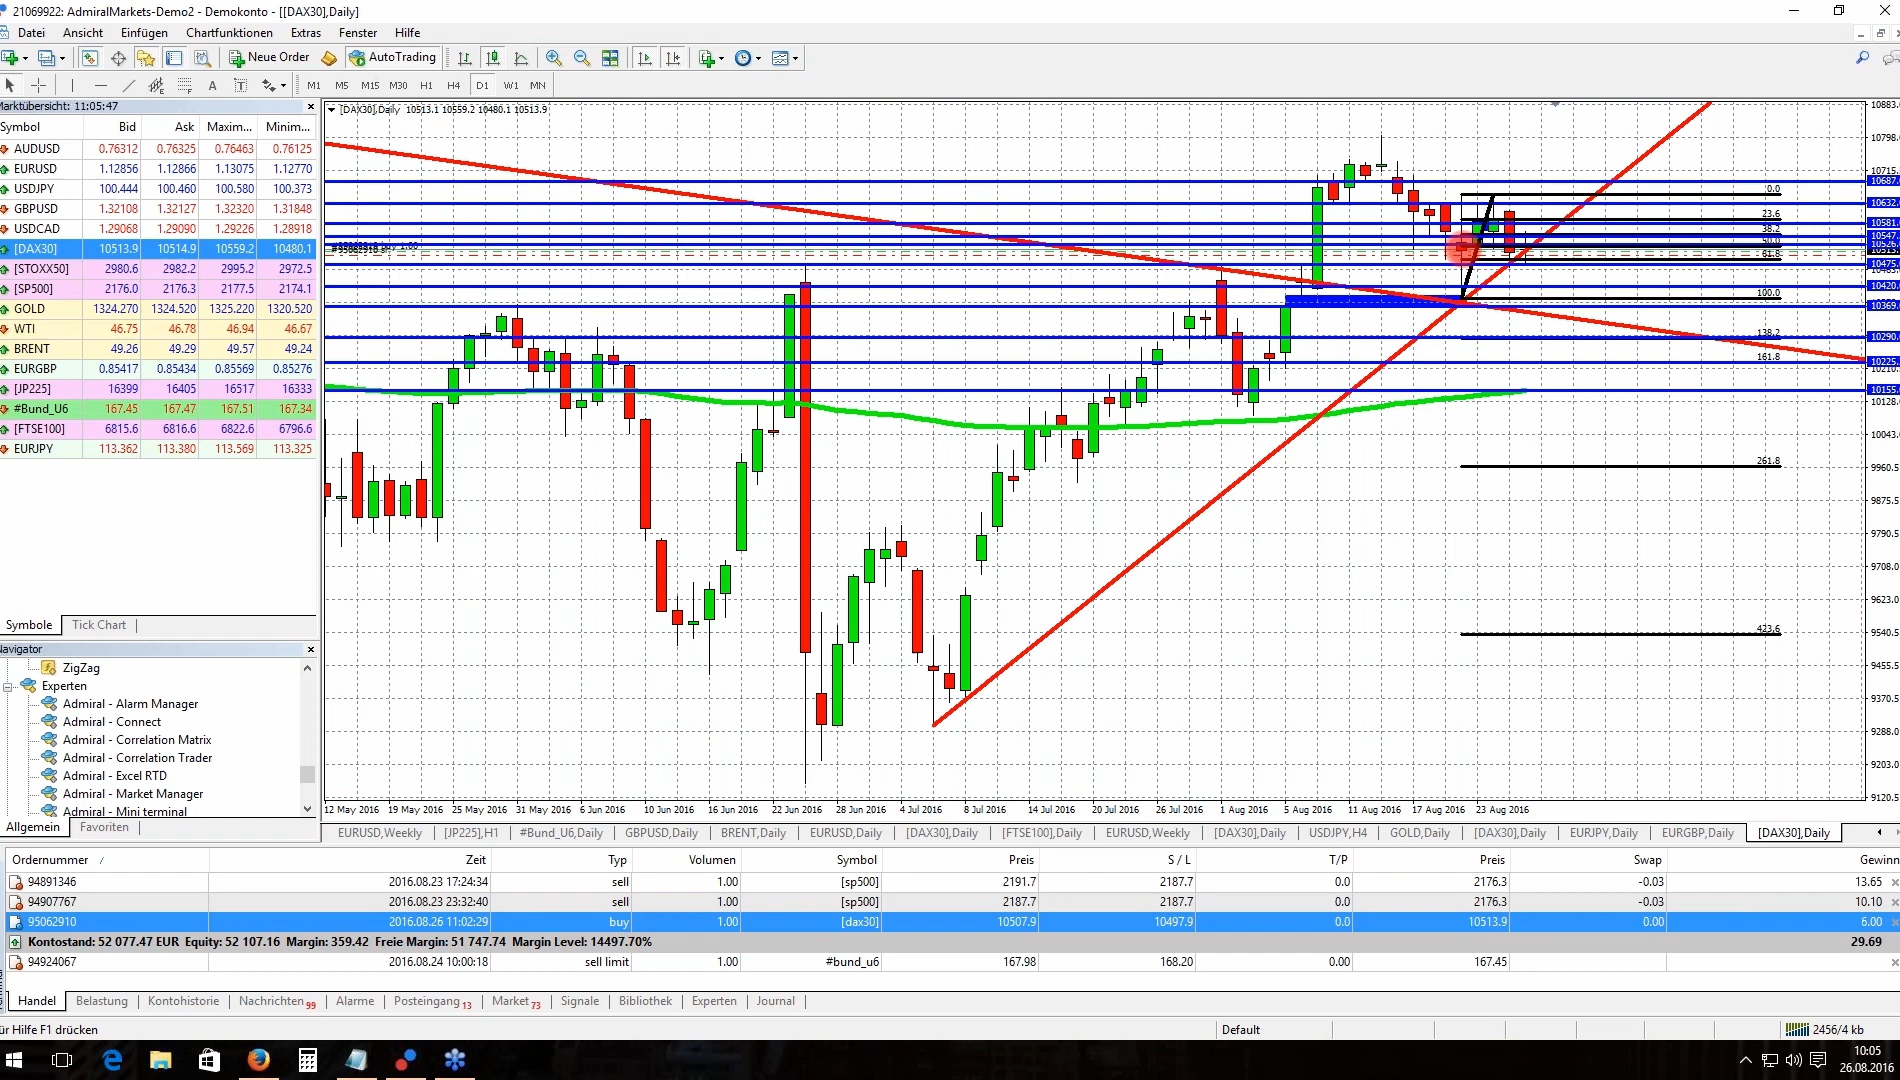 21069922: AdmiralMarkets-Demo2 - Demokonto - [[DAX30],Daily]
Datei Ansicht Einfügen Chartfunktionen Extras Fenster Hilfe
Neue Order AutoTrading
A T M1 M5 M15 M30 H1 H4 D1 W1 MN
Marktübersicht: 11:05:47
Symbol Bid Ask Maxim... Minim...
AUDUSD 0.76312 0.76325 0.76463 0.76125
EURUSD 1.12856 1.12866 1.13075 1.12770
USDJPY 100.444 100.460 100.580 100.373
GBPUSD 1.32108 1.32127 1.32320 1.31848
USDCAD 1.29068 1.29090 1.29226 1.28918
[DAX30] 10513.9 10514.9 10559.2 10480.1
[STOXX50] 2980.6 2982.2 2995.2 2972.5
[SP500] 2176.0 2176.3 2177.5 2174.1
GOLD 1324.270 1324.520 1325.220 1320.520
WTI 46.75 46.78 46.94 46.67
BRENT 49.26 49.29 49.57 49.24
EURGBP 0.85417 0.85434 0.85569 0.85276
[JP225] 16399 16405 16517 16333
#Bund_U6 167.45 167.47 167.51 167.34
[FTSE100] 6815.6 6816.6 6822.6 6796.6
EURJPY 113.362 113.380 113.569 113.325
Symbole Tick Chart
Navigator
ZigZag
Experten
Admiral - Alarm Manager
Admiral - Connect
Admiral - Correlation Matrix
Admiral - Correlation Trader
Admiral - Excel RTD
Admiral - Market Manager
Admiral - Mini terminal
Allgemein Favoriten
[DAX30],Daily 10513.1 10559.2 10480.1 10513.9
0.0
23.6
38.2
50.0
61.8
100.0
138.2
161.8
261.8
423.6
10883.
10798.
10715.
10687.
10632.
10581.
10547.
10526.
10475.
10420.
10369.
10290.
10225.
10155.
10128.
10043.
9960.5
9875.5
9790.5
9708.0
9623.0
9540.5
9455.5
9370.5
9288.0
9203.0
9120.5
12 May 2016 19 May 2016 25 May 2016 31 May 2016 6 Jun 2016 10 Jun 2016 16 Jun 2016 22 Jun 2016 28 Jun 2016 4 Jul 2016 8 Jul 2016 14 Jul 2016 20 Jul 2016 26 Jul 2016 1 Aug 2016 5 Aug 2016 11 Aug 2016 17 Aug 2016 23 Aug 2016
EURUSD,Weekly [JP225],H1 #Bund_U6,Daily GBPUSD,Daily BRENT,Daily EURUSD,Daily [DAX30],Daily [FTSE100],Daily EURUSD,Weekly [DAX30],Daily USDJPY,H4 GOLD,Daily [DAX30],Daily EURJPY,Daily EURGBP,Daily [DAX30],Daily
Ordernummer / Zeit Typ Volumen Symbol Preis S / L T/P Preis Swap Gewinn
94891346 2016.08.23 17:24:34 sell 1.00 [sp500] 2191.7 2187.7 0.0 2176.3 -0.03 13.65
94907767 2016.08.23 23:32:40 sell 1.00 [sp500] 2187.7 2187.7 0.0 2176.3 -0.03 10.10
95062910 2016.08.26 11:02:29 buy 1.00 [dax30] 10507.9 10497.9 0.0 10513.9 0.00 6.00
Kontostand: 52 077.47 EUR Equity: 52 107.16 Margin: 359.42 Freie Margin: 51 747.74 Margin Level: 14497.70% 29.69
94924067 2016.08.24 10:00:18 sell limit 1.00 #bund_u6 167.98 168.20 0.00 167.45
Handel Belastung Kontohistorie Nachrichten 99 Alarme Posteingang 13 Market 73 Signale Bibliothek Experten Journal
ür Hilfe F1 drücken Default 2456/4 kb
10:05
26.08.2016